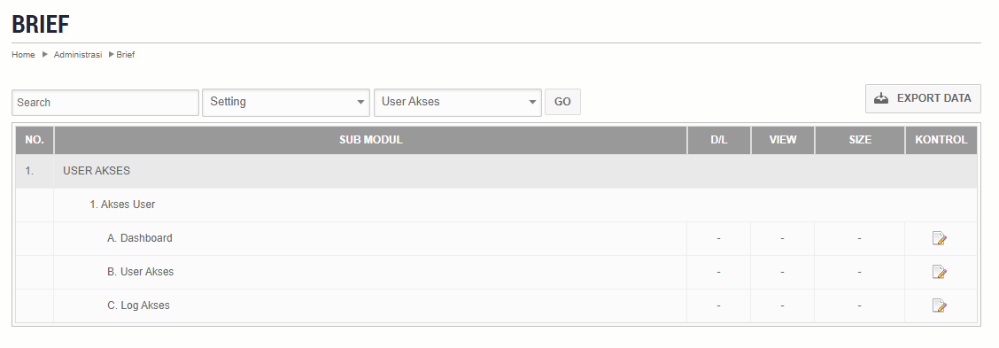 BRIEF
Home Administrasi Brief
Search Setting User Akses GO EXPORT DATA
NO. SUB MODUL D/L VIEW SIZE KONTROL
1. USER AKSES
1. Akses User
A. Dashboard - - -
B. User Akses - - -
C. Log Akses - - -